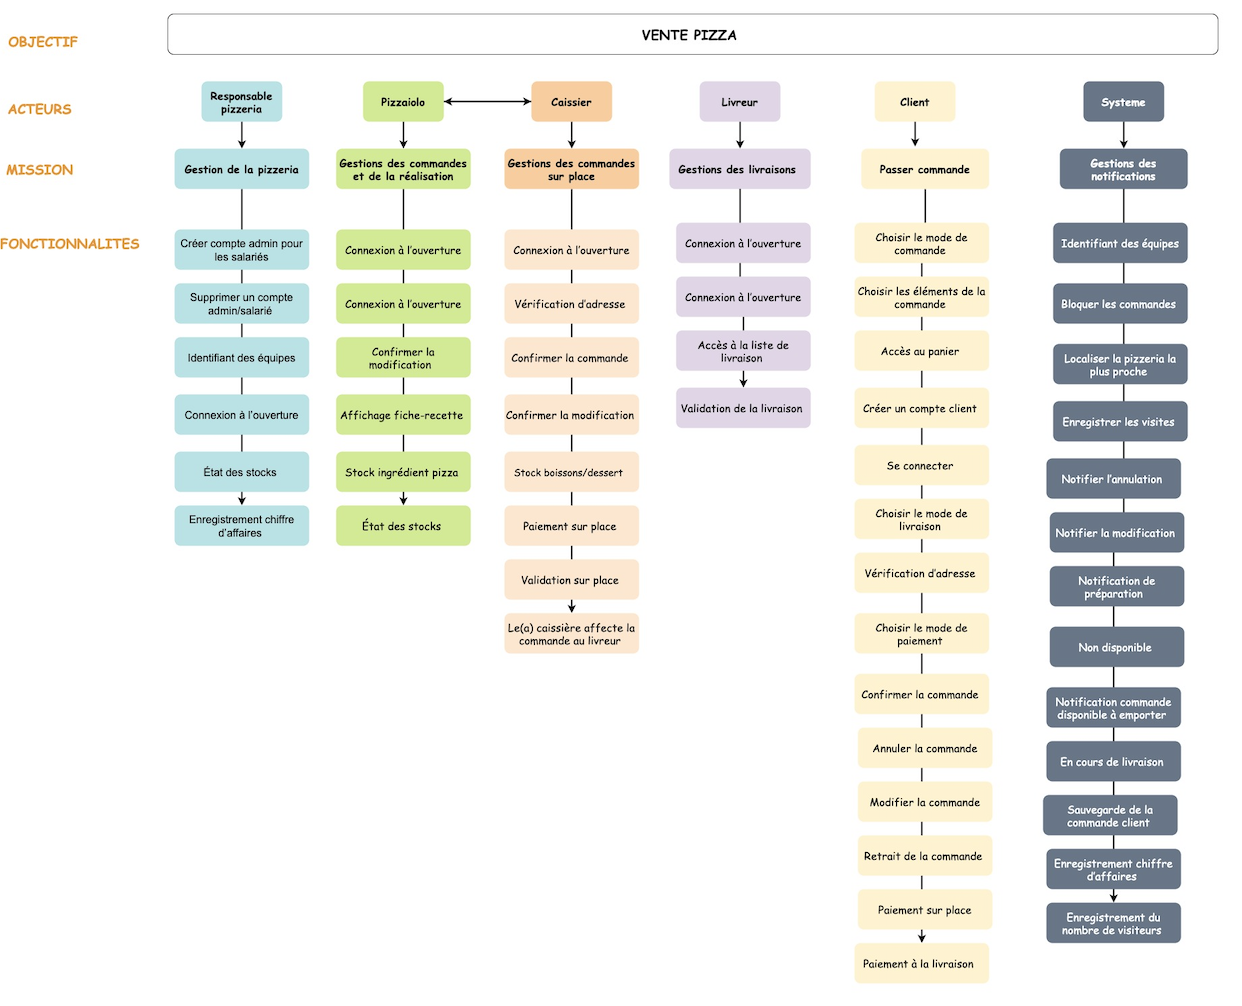 OBJECTIF
VENTE PIZZA
ACTEURS
Responsable
pizzeria
Pizzaiolo
Caissier
Livreur
Client
Systeme
MISSION
Gestion de la pizzeria
Gestions des commandes
et de la réalisation
Gestions des commandes
sur place
Gestions des livraisons
Passer commande
Gestions des
notifications
FONCTIONNALITES
Créer compte admin pour
les salariés
Supprimer un compte
admin/salarié
Identifiant des équipes
Connexion à l'ouverture
État des stocks
Enregistrement chiffre
d'affaires
Connexion à l'ouverture
Connexion à l'ouverture
Confirmer la
modification
Affichage fiche-recette
Stock ingrédient pizza
État des stocks
Connexion à l'ouverture
Vérification d'adresse
Confirmer la commande
Confirmer la modification
Stock boissons/dessert
Paiement sur place
Validation sur place
Le(a) caissière affecte la
commande au livreur
Connexion à l'ouverture
Connexion à l'ouverture
Accès à la liste de
livraison
Validation de la livraison
Choisir le mode de
commande
Choisir les éléments de la
commande
Accès au panier
Créer un compte client
Se connecter
Choisir le mode de
livraison
Vérification d'adresse
Choisir le mode de
paiement
Confirmer la commande
Annuler la commande
Modifier la commande
Retrait de la commande
Paiement sur place
Paiement à la livraison
Identifiant des équipes
Bloquer les commandes
Localiser la pizzeria la
plus proche
Enregistrer les visites
Notifier l'annulation
Notifier la modification
Notification de
préparation
Non disponible
Notification commande
disponible à emporter
En cours de livraison
Sauvegarde de la
commande client
Enregistrement chiffre
d'affaires
Enregistrement du
nombre de visiteurs